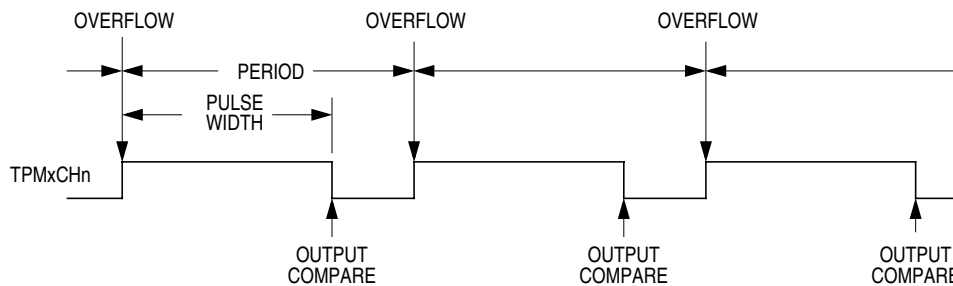 OVERFLOW
OVERFLOW
OVERFLOW
PERIOD
PULSE
WIDTH
TPMxCHn
OUTPUT
COMPARE
OUTPUT
COMPARE
OUTPUT
COMPARE